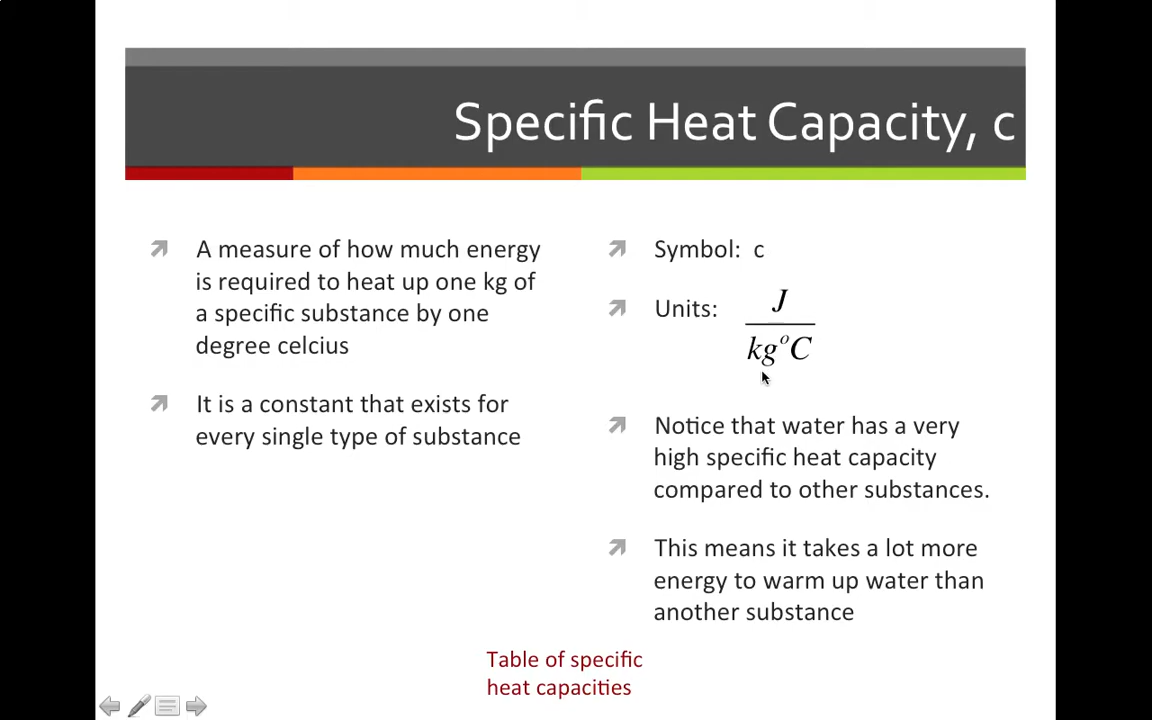 Specific Heat Capacity, c
A measure of how much energy
is required to heat up one kg of
a specific substance by one
degree celcius
It is a constant that exists for
every single type of substance
Symbol: c
Units:
J
kg°C
Notice that water has a very
high specific heat capacity
compared to other substances.
This means it takes a lot more
energy to warm up water than
another substance
Table of specific
heat capacities